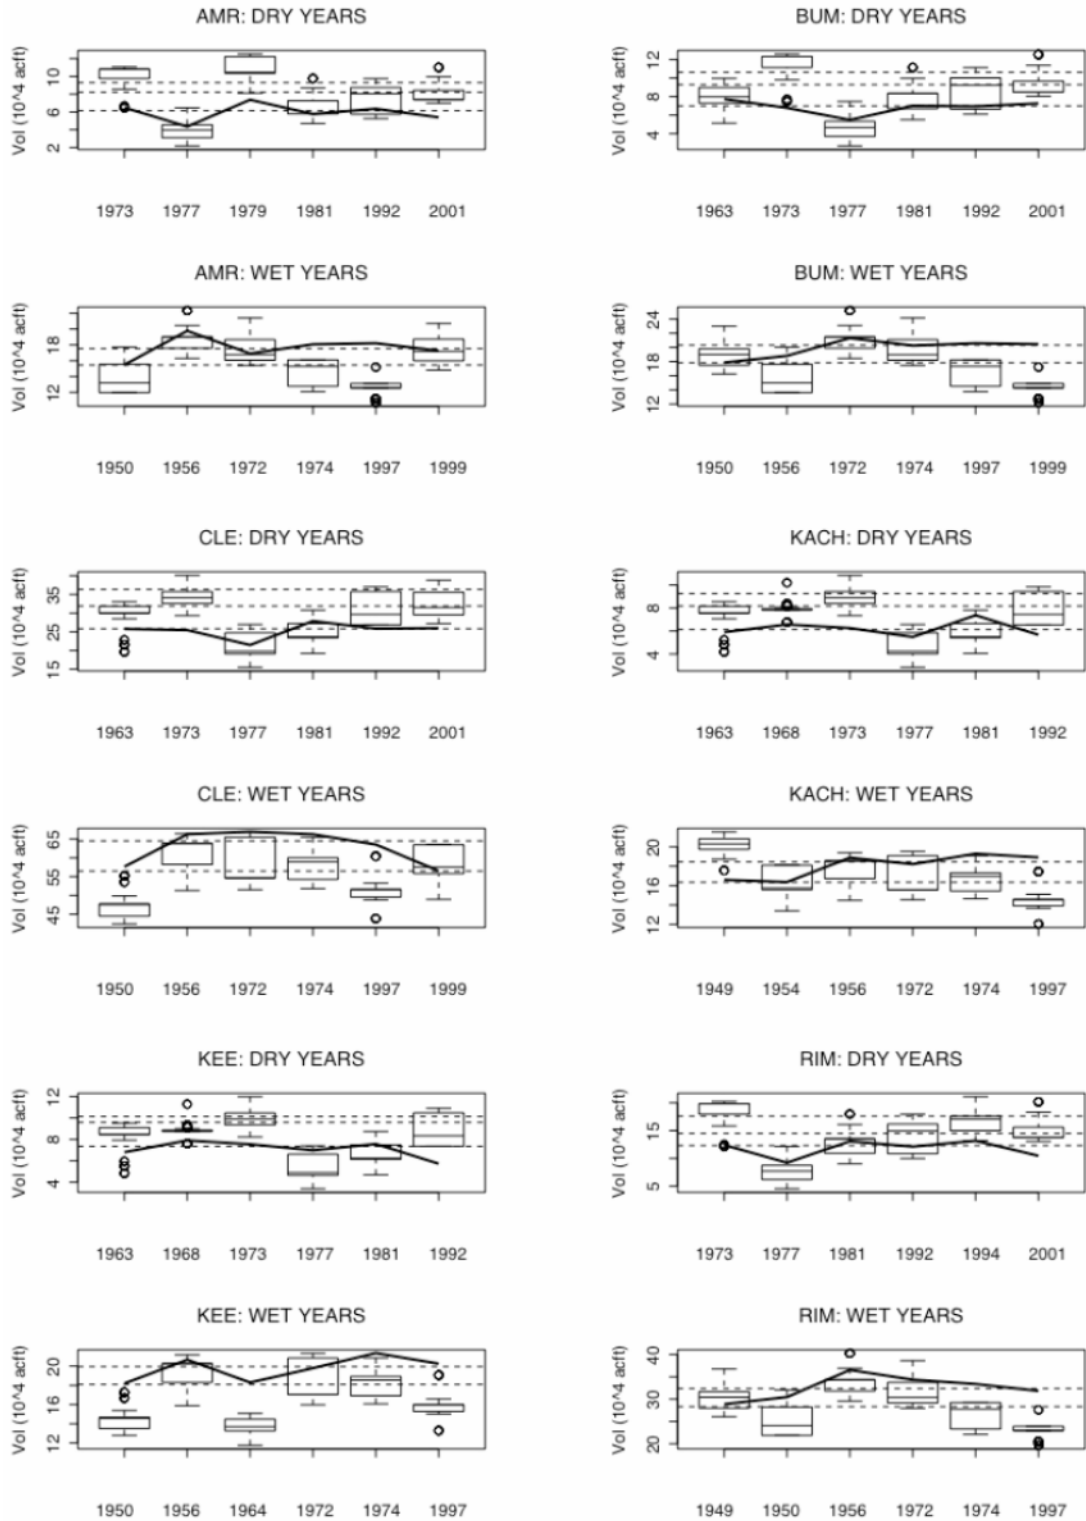 AMR: DRY YEARS
Vol (10^4 acft)
2 6 10
1973 1977 1979 1981 1992 2001
BUM: DRY YEARS
Vol (10^4 acft)
4 8 12
1963 1973 1977 1981 1992 2001
AMR: WET YEARS
Vol (10^4 acft)
12 18
1950 1956 1972 1974 1997 1999
BUM: WET YEARS
Vol (10^4 acft)
12 18 24
1950 1956 1972 1974 1997 1999
CLE: DRY YEARS
Vol (10^4 acft)
15 25 35
1963 1973 1977 1981 1992 2001
KACH: DRY YEARS
Vol (10^4 acft)
4 8
1963 1968 1973 1977 1981 1992
CLE: WET YEARS
Vol (10^4 acft)
45 55 65
1950 1956 1972 1974 1997 1999
KACH: WET YEARS
Vol (10^4 acft)
12 16 20
1949 1954 1956 1972 1974 1997
KEE: DRY YEARS
Vol (10^4 acft)
4 8 12
1963 1968 1973 1977 1981 1992
RIM: DRY YEARS
Vol (10^4 acft)
5 15
1973 1977 1981 1992 1994 2001
KEE: WET YEARS
Vol (10^4 acft)
12 16 20
1950 1956 1964 1972 1974 1997
RIM: WET YEARS
Vol (10^4 acft)
20 30 40
1949 1950 1956 1972 1974 1997